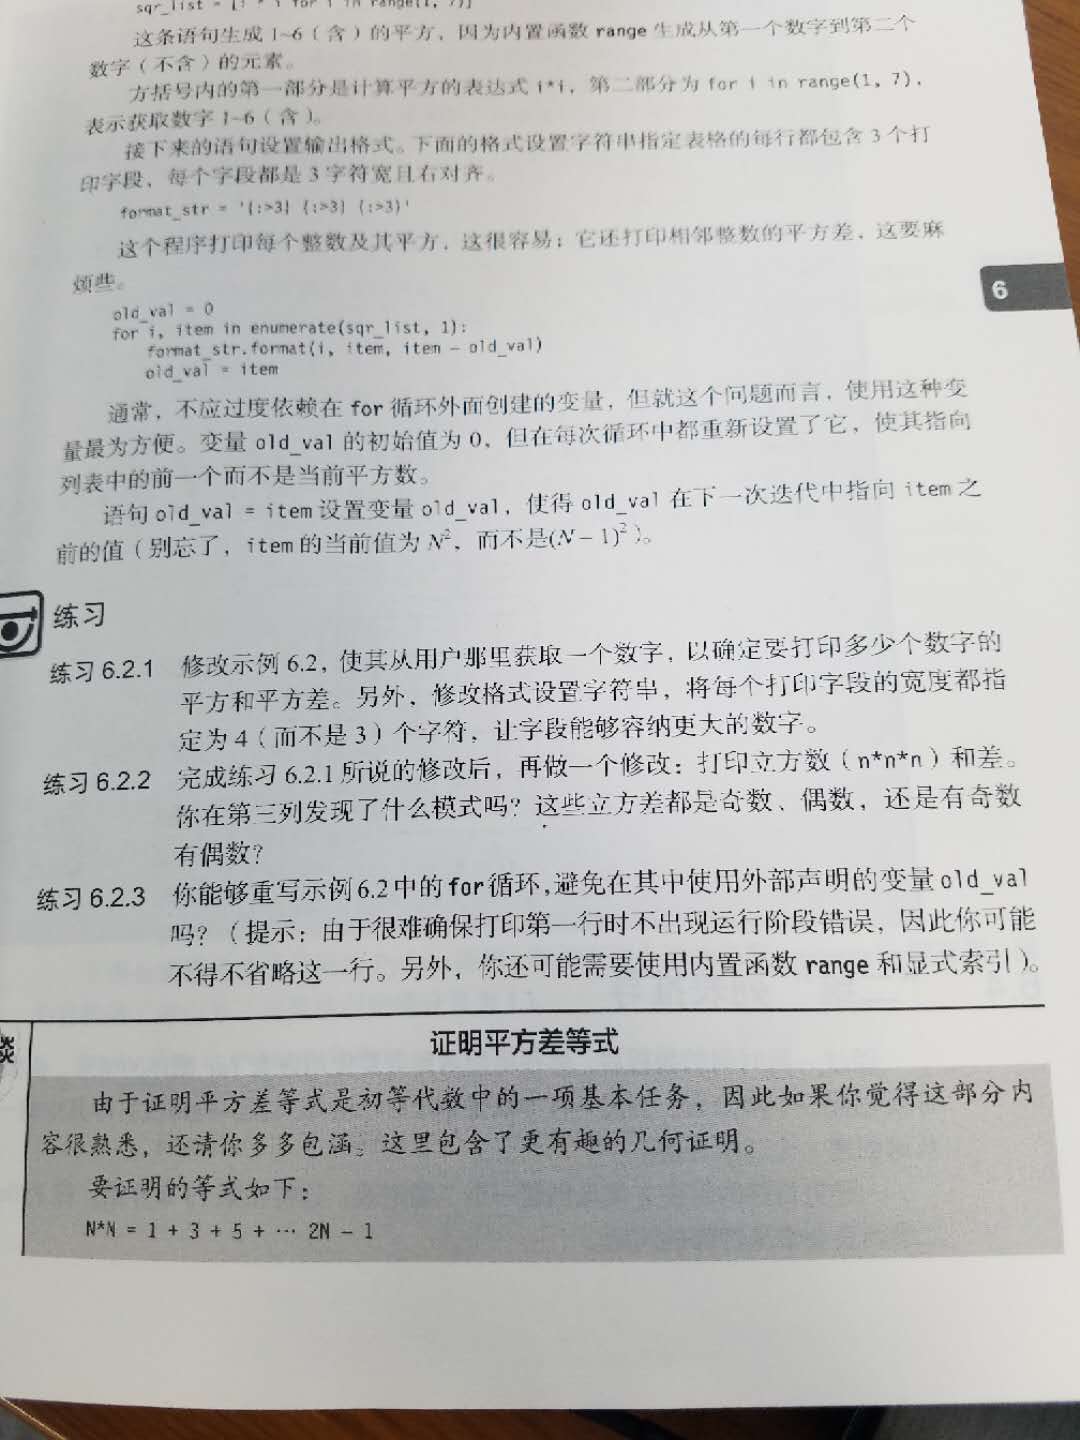 sqr_list = [i * i for i in range(1, 7)]
这条语句生成 1~6（含）的平方，因为内置函数 range 生成从第一个数字到第二个
数字（不含）的元素。
方括号内的第一部分是计算平方的表达式 i*i，第二部分为 for i in range(1, 7)，
表示获取数字 1~6（含）。
接下来的语句设置输出格式。下面的格式设置字符串指定表格的每行都包含 3 个打
印字段，每个字段都是 3 字符宽且右对齐。
format_str = '{:>3} {:>3} {:>3}'
这个程序打印每个整数及其平方，这很容易；它还打印相邻整数的平方差，这要麻
烦些。
6
old_val = 0
for i, item in enumerate(sqr_list, 1):
format_str.format(i, item, item – old_val)
old_val = item
通常，不应过度依赖在 for 循环外面创建的变量，但就这个问题而言，使用这种变
量最为方便。变量 old_val 的初始值为 0，但在每次循环中都重新设置了它，使其指向
列表中的前一个而不是当前平方数。
语句 old_val = item 设置变量 old_val，使得 old_val 在下一次迭代中指向 item 之
前的值（别忘了，item 的当前值为 N²，而不是(N – 1)²）。
练习
练习 6.2.1 修改示例 6.2，使其从用户那里获取一个数字，以确定要打印多少个数字的
平方和平方差。另外，修改格式设置字符串，将每个打印字段的宽度都指
定为 4（而不是 3）个字符，让字段能够容纳更大的数字。
练习 6.2.2 完成练习 6.2.1 所说的修改后，再做一个修改：打印立方数（n*n*n）和差。
你在第三列发现了什么模式吗？这些立方差都是奇数、偶数，还是有奇数
有偶数？
练习 6.2.3 你能够重写示例 6.2 中的 for 循环,避免在其中使用外部声明的变量 old_val
吗？（提示：由于很难确保打印第一行时不出现运行阶段错误，因此你可能
不得不省略这一行。另外，你还可能需要使用内置函数 range 和显式索引）。
谈
证明平方差等式
由于证明平方差等式是初等代数中的一项基本任务，因此如果你觉得这部分内
容很熟悉，还请你多多包涵。这里包含了更有趣的几何证明。
要证明的等式如下：
N*N = 1 + 3 + 5 + ··· 2N – 1